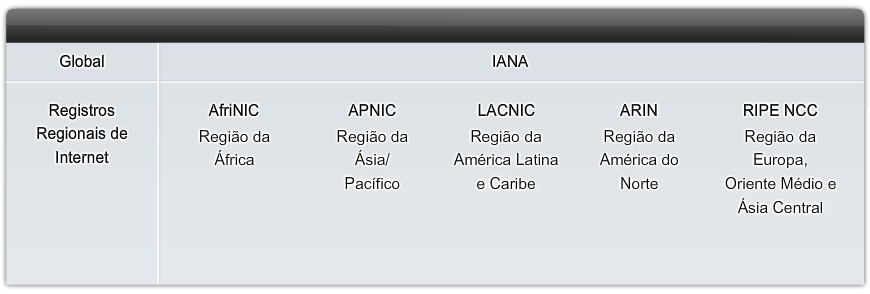 Global
IANA
Registros
Regionais de
Internet
AfriNIC
Região da
África
APNIC
Região da
Ásia/
Pacífico
LACNIC
Região da
América Latina
e Caribe
ARIN
Região da
América do
Norte
RIPE NCC
Região da
Europa,
Oriente Médio e
Ásia Central